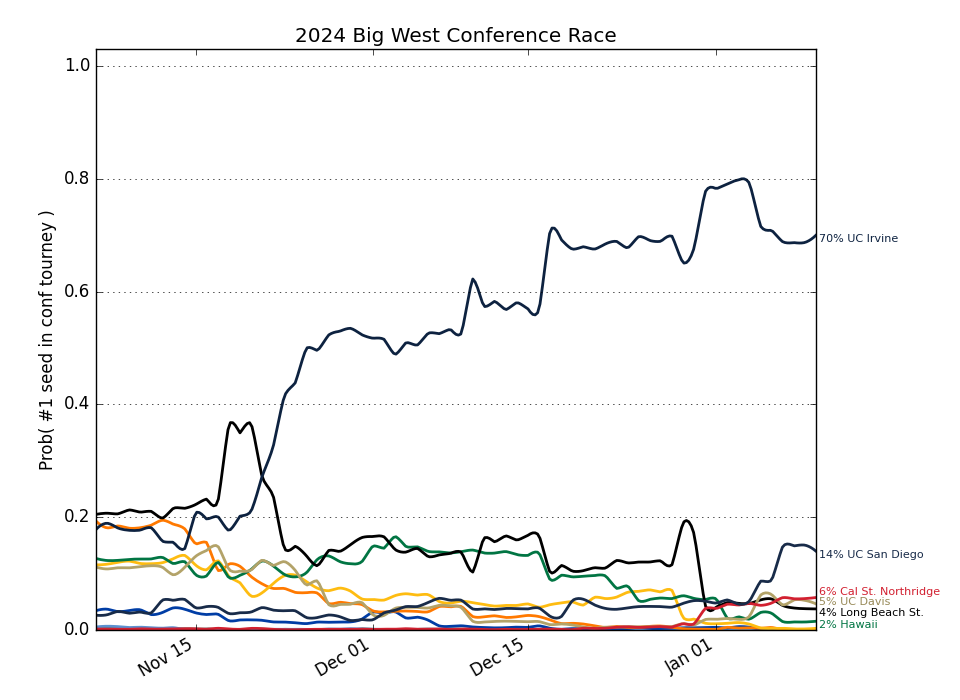 2024 Big West Conference Race
Prob( #1 seed in conf tourney )
1.0
0.8
0.6
0.4
0.2
0.0
Nov 15
Dec 01
Dec 15
Jan 01
70% UC Irvine
14% UC San Diego
6% Cal St. Northridge
5% UC Davis
4% Long Beach St.
2% Hawaii